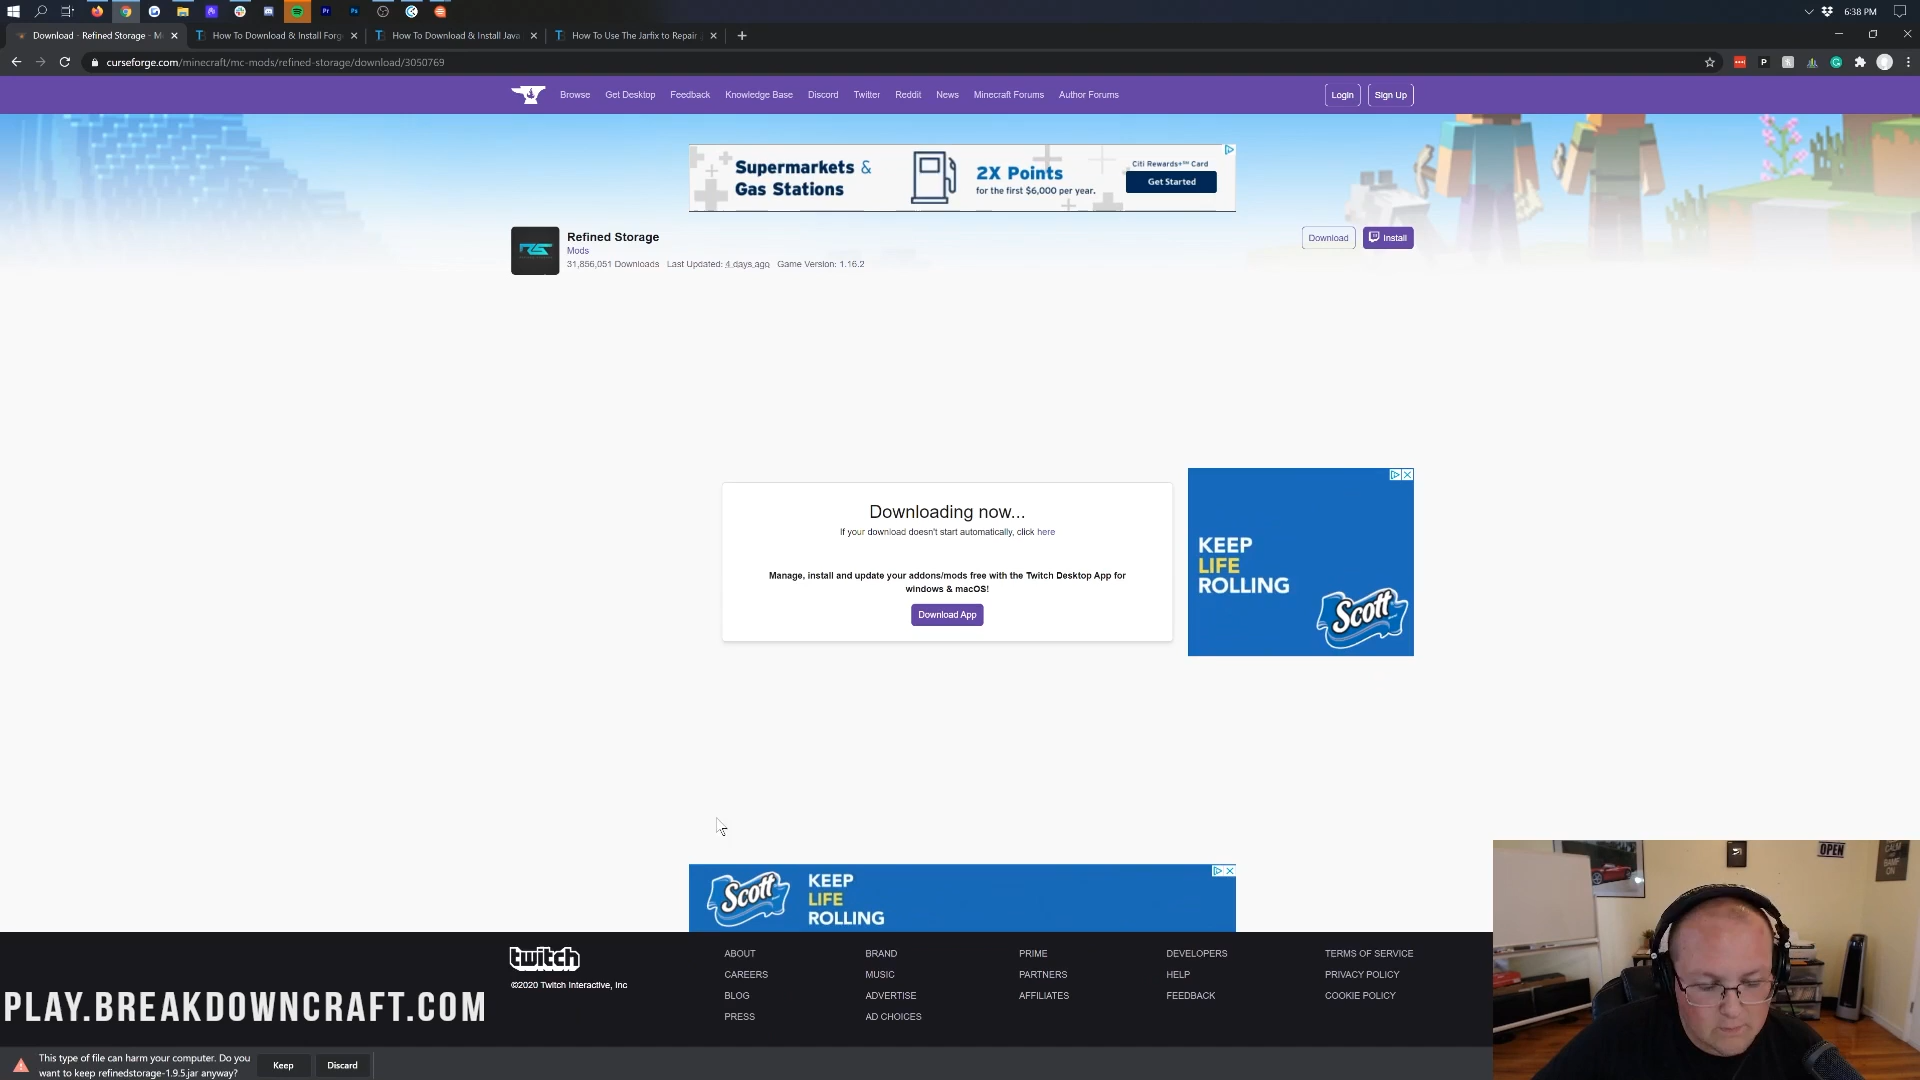 6:38 PM
Download - Refined Storage - M
How To Download & Install Forg
How To Download & Install Java
How To Use The Jarfix to Repair
curseforge.com/minecraft/mc-mods/refined-storage/download/3050769
Browse
Get Desktop
Feedback
Knowledge Base
Discord
Twitter
Reddit
News
Minecraft Forums
Author Forums
Login
Sign Up
Supermarkets &
Gas Stations
2X Points
for the first $6,000 per year.
Citi Rewards+℠ Card
Get Started
Refined Storage
Mods
31,856,051 Downloads Last Updated: 4 days ago Game Version: 1.16.2
Download
Install
Downloading now...
If your download doesn't start automatically, click here
Manage, install and update your addons/mods free with the Twitch Desktop App for
windows & macOS!
Download App
KEEP
LIFE
ROLLING
Scott
Scott
KEEP
LIFE
ROLLING
twitch
©2020 Twitch Interactive, Inc
ABOUT
CAREERS
BLOG
PRESS
BRAND
MUSIC
ADVERTISE
AD CHOICES
PRIME
PARTNERS
AFFILIATES
DEVELOPERS
HELP
FEEDBACK
TERMS OF SERVICE
PRIVACY POLICY
COOKIE POLICY
PLAY.BREAKDOWNCRAFT.COM
This type of file can harm your computer. Do you
want to keep refinedstorage-1.9.5.jar anyway?
Keep
Discard
OPEN